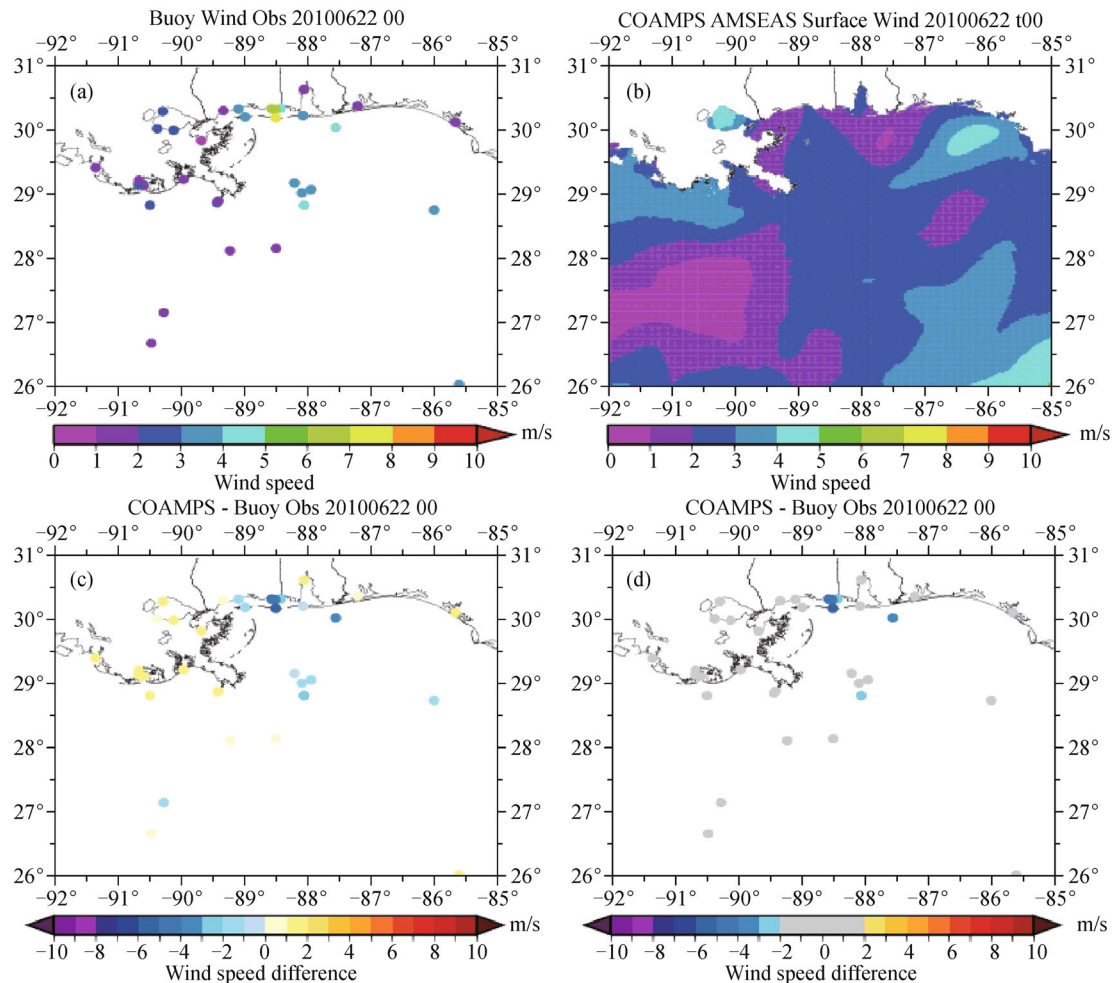 Buoy Wind Obs 20100622 00
−92° −91° −90° −89° −88° −87° −86° −85°
31° (a) 31°
30° 30°
29° 29°
28° 28°
27° 27°
26° 26°
−92° −91° −90° −89° −88° −87° −86° −85°
0 1 2 3 4 5 6 7 8 9 10 m/s
Wind speed
COAMPS AMSEAS Surface Wind 20100622 t00
−92° −91° −90° −89° −88° −87° −86° −85°
31° (b) 31°
30° 30°
29° 29°
28° 28°
27° 27°
26° 26°
−92° −91° −90° −89° −88° −87° −86° −85°
0 1 2 3 4 5 6 7 8 9 10 m/s
Wind speed
COAMPS - Buoy Obs 20100622 00
−92° −91° −90° −89° −88° −87° −86° −85°
31° (c) 31°
30° 30°
29° 29°
28° 28°
27° 27°
26° 26°
−92° −91° −90° −89° −88° −87° −86° −85°
−10 −8 −6 −4 −2 0 2 4 6 8 10 m/s
Wind speed difference
COAMPS - Buoy Obs 20100622 00
−92° −91° −90° −89° −88° −87° −86° −85°
31° (d) 31°
30° 30°
29° 29°
28° 28°
27° 27°
26° 26°
−92° −91° −90° −89° −88° −87° −86° −85°
−10 −8 −6 −4 −2 0 2 4 6 8 10 m/s
Wind speed difference